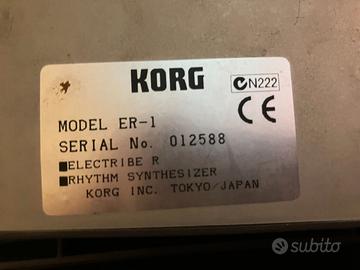 KORG
N222
CE
MODEL ER-1
SERIAL No. 012588
■ELECTRIBE R
■RHYTHM SYNTHESIZER
KORG INC. TOKYO/JAPAN
subito